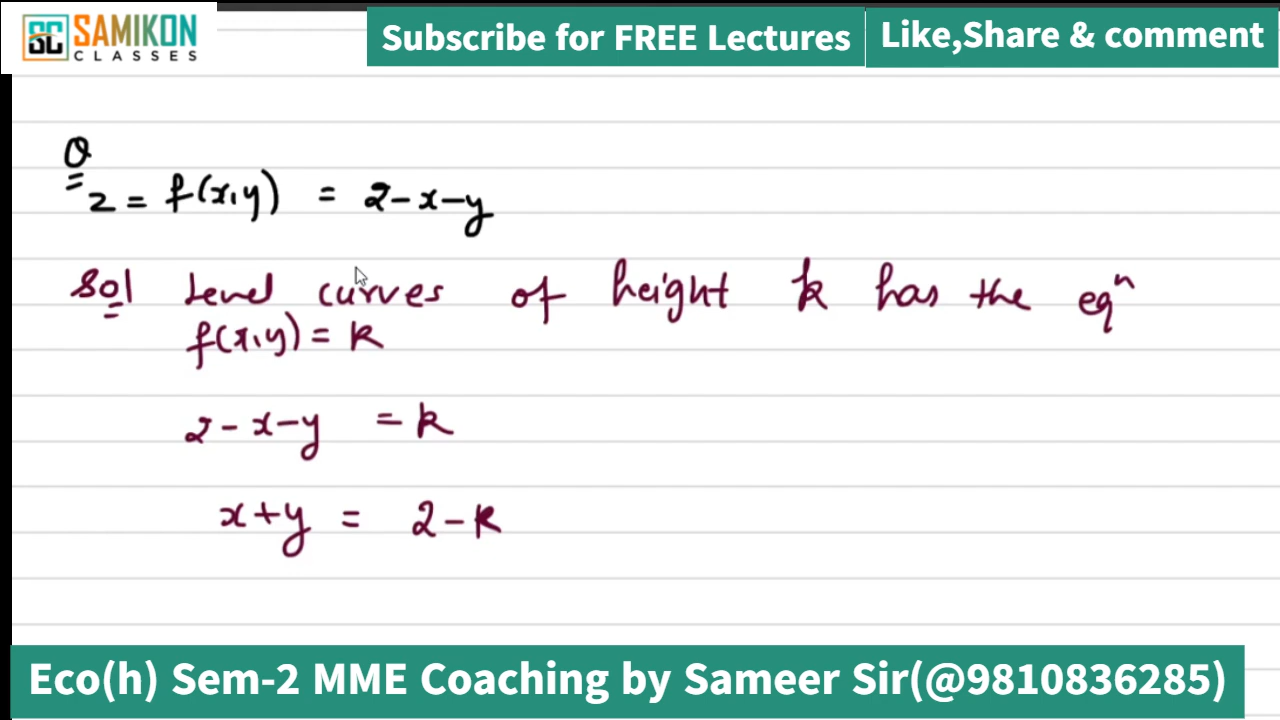 SC SAMIKON
CLASSES
Subscribe for FREE Lectures
Like,Share & comment
Q
z = f(x,y) = 2-x-y
Sol Level curves of height k has the eqⁿ
f(x,y) = k
2-x-y = k
x+y = 2-k
Eco(h) Sem-2 MME Coaching by Sameer Sir(@9810836285)